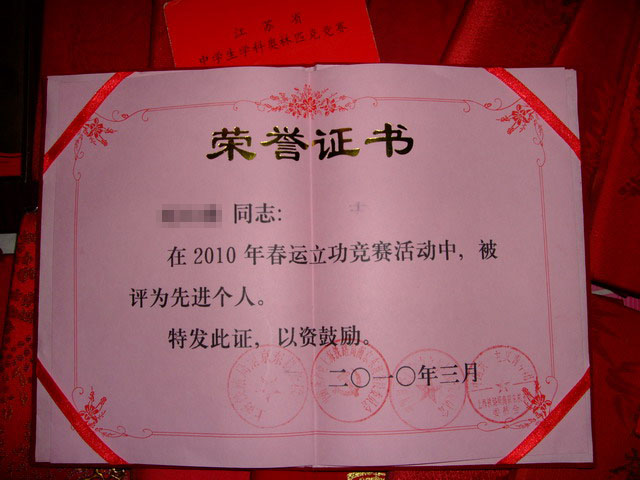 江苏省
中学生学科奥林匹克竞赛
荣誉证书
同志:
在2010年春运立功竞赛活动中，被
评为先进个人。
特发此证，以资鼓励。
二〇一〇年三月